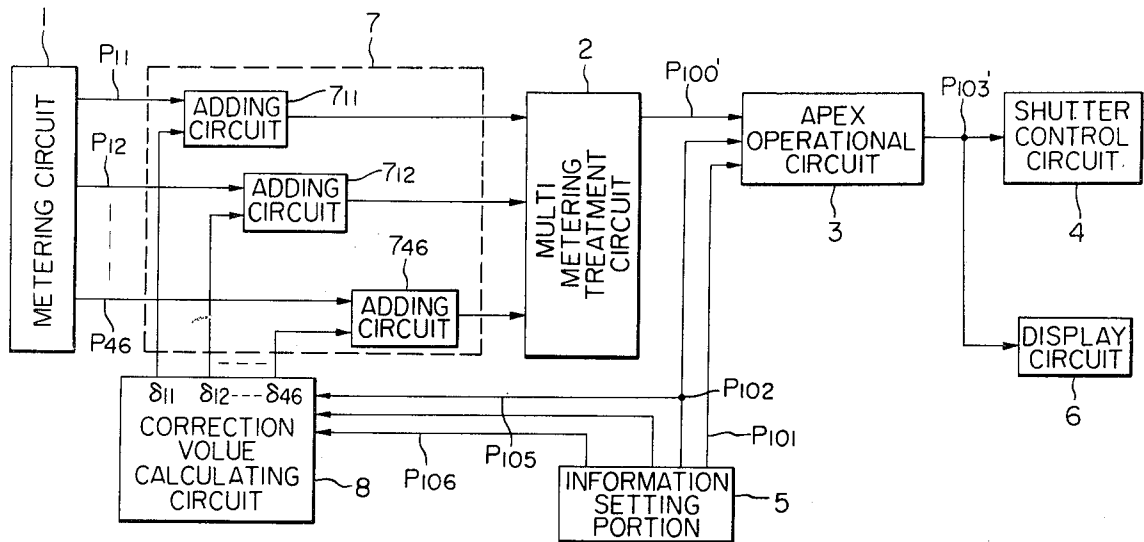 1
METERING CIRCUIT
P11
P12
P46
7
ADDING
CIRCUIT
711
ADDING
CIRCUIT
712
ADDING
CIRCUIT
746
2
MULTI
METERING
TREATMENT
CIRCUIT
P100'
APEX
OPERATIONAL
CIRCUIT
3
P103'
SHUTTER
CONTROL
CIRCUIT
4
DISPLAY
CIRCUIT
6
δ11 δ12---δ46
CORRECTION
VOLUE
CALCULATING
CIRCUIT
8
P102
P101
P105
P106
INFORMATION
SETTING
PORTION
5